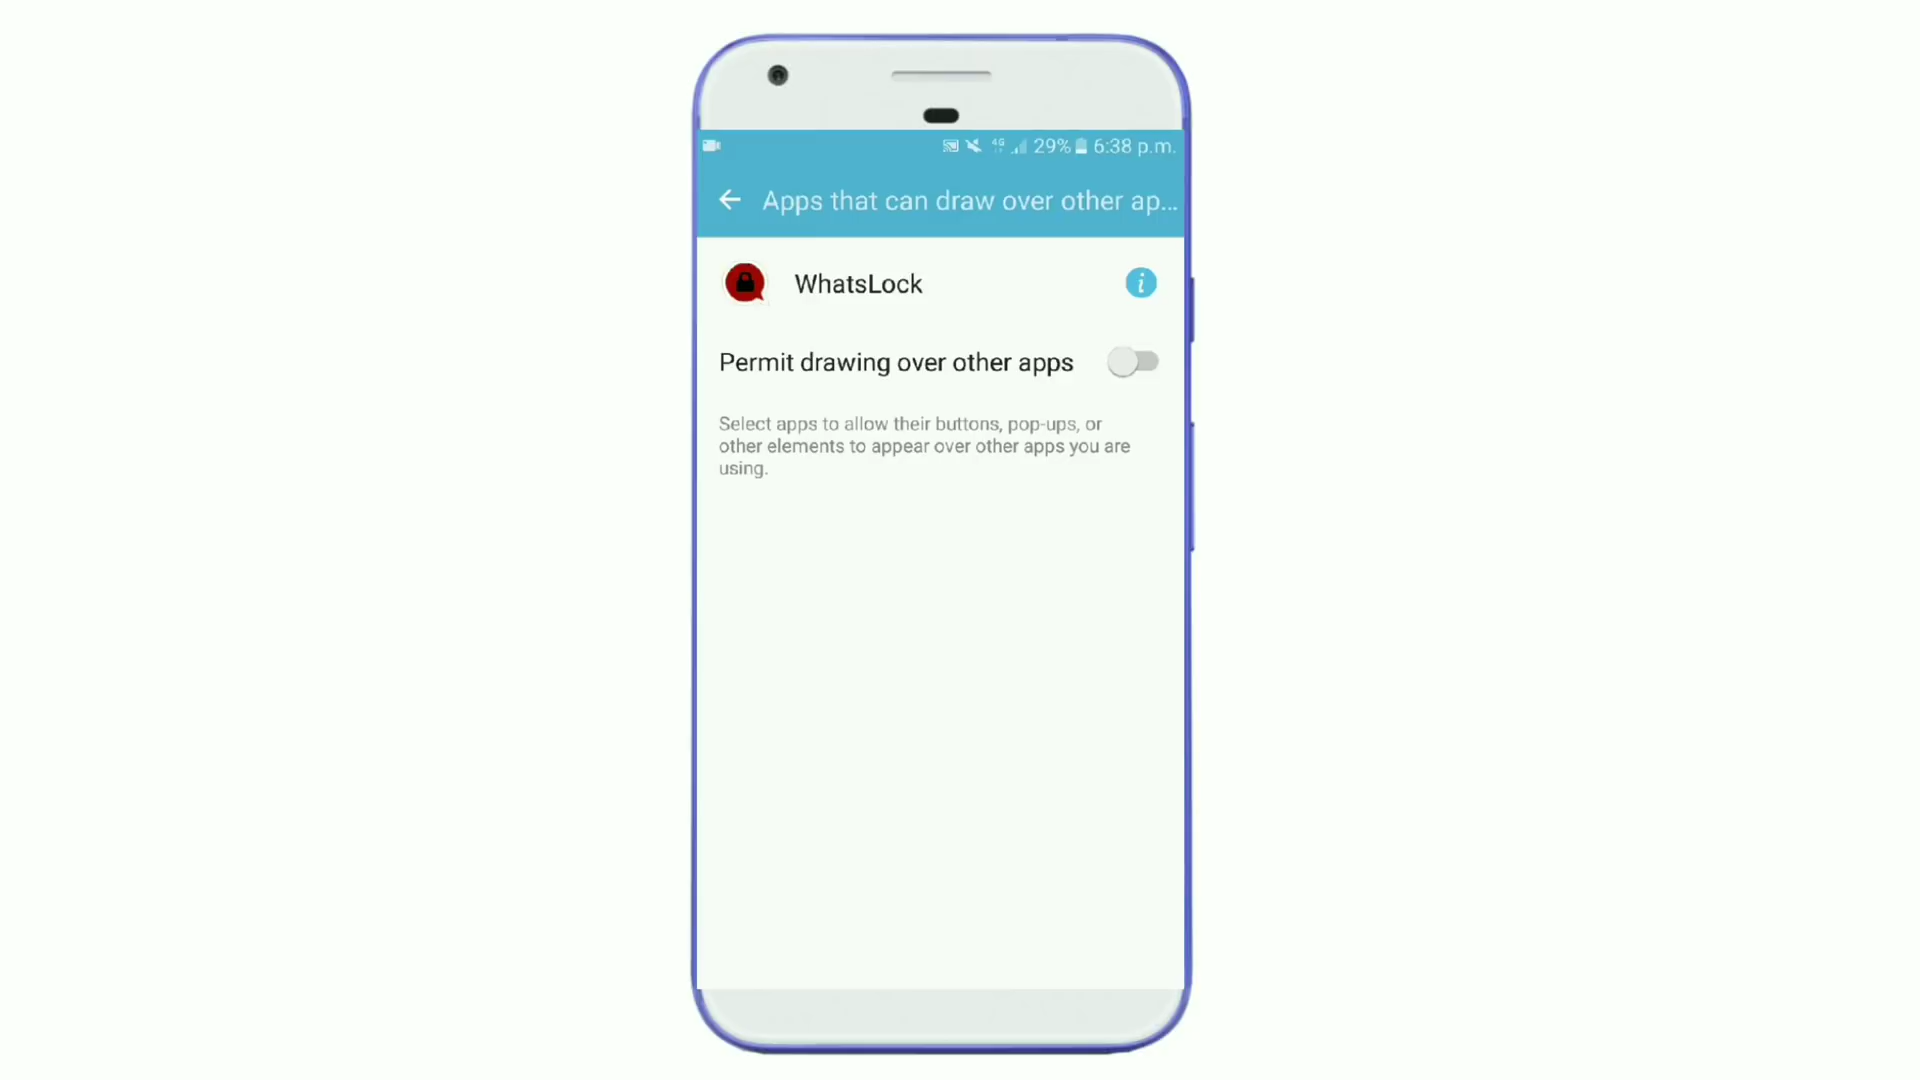 4G 29% 6:38 p.m.
Apps that can draw over other ap...
WhatsLock
i
Permit drawing over other apps
Select apps to allow their buttons, pop-ups, or
other elements to appear over other apps you are
using.